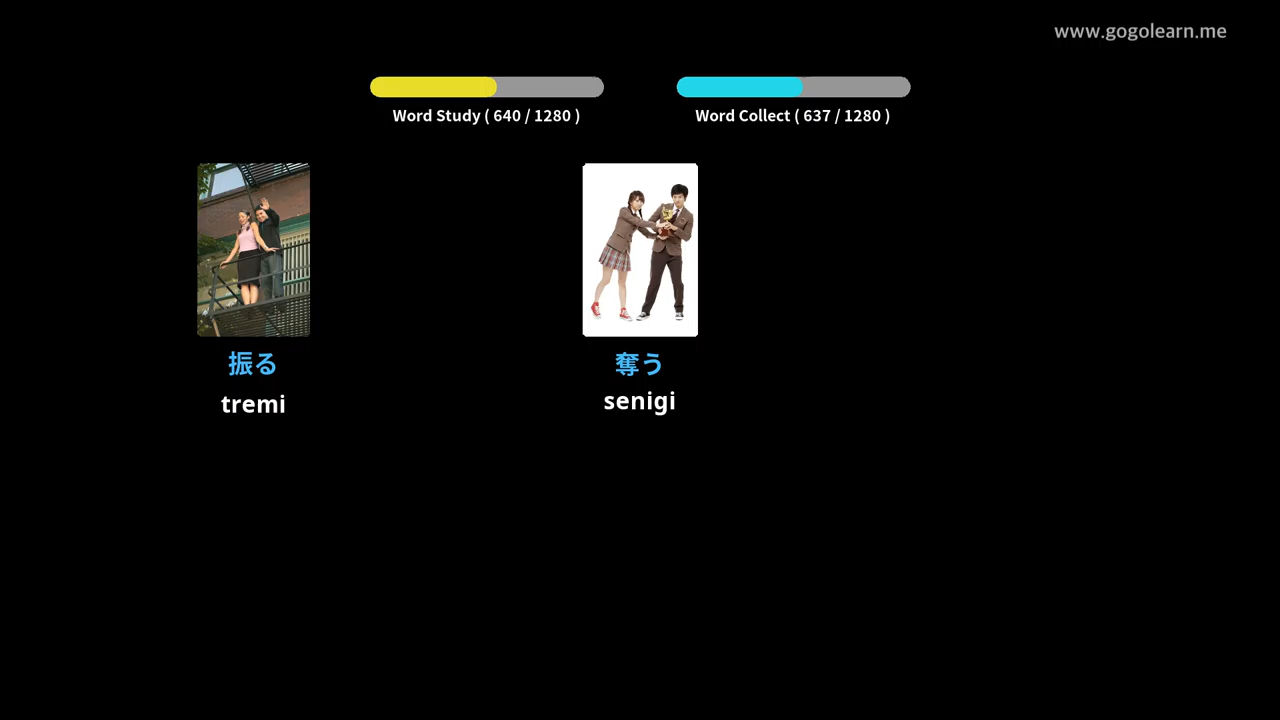 www.gogolearn.me
Word Study ( 640 / 1280 )
Word Collect ( 637 / 1280 )
振る
tremi
奪う
senigi